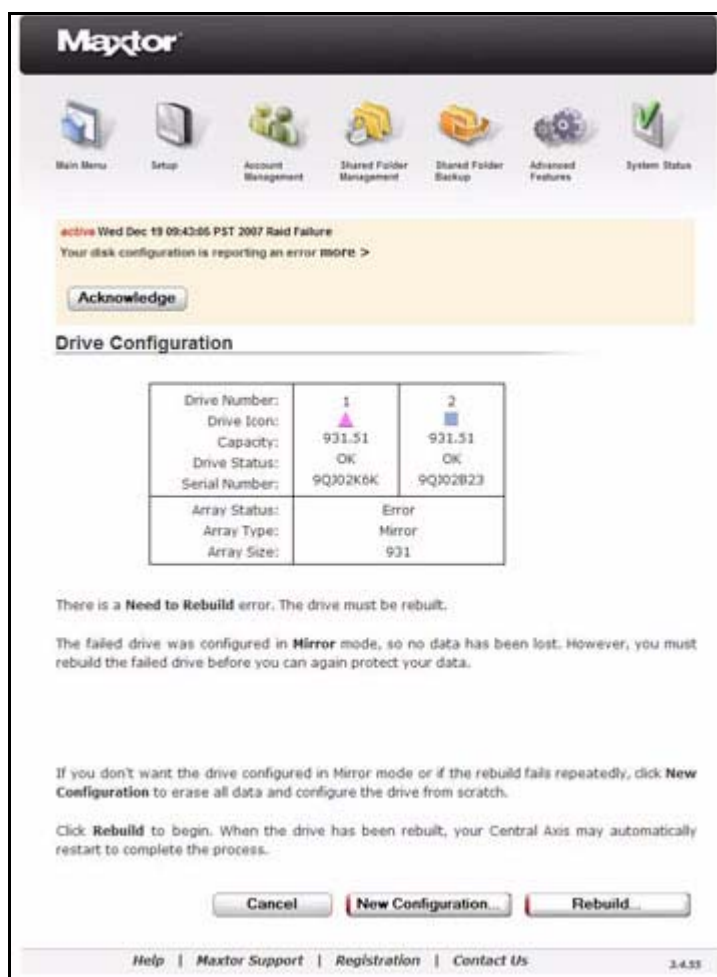 Maxtor
Main Menu
Setup
Account Management
Shared Folder Management
Shared Folder Backup
Advanced Features
System Status
active Wed Dec 19 09:43:05 PST 2007 Raid Failure
Your disk configuration is reporting an error more >
Acknowledge
Drive Configuration
Drive Number: 1 2
Drive Icon:
Capacity: 931.51 931.51
Drive Status: OK OK
Serial Number: 9QJ02K6K 9QJ02B23
Array Status: Error
Array Type: Mirror
Array Size: 931
There is a Need to Rebuild error. The drive must be rebuilt.
The failed drive was configured in Mirror mode, so no data has been lost. However, you must
rebuild the failed drive before you can again protect your data.
If you don't want the drive configured in Mirror mode or if the rebuild fails repeatedly, click New
Configuration to erase all data and configure the drive from scratch.
Click Rebuild to begin. When the drive has been rebuilt, your Central Axis may automatically
restart to complete the process.
Cancel
New Configuration...
Rebuild...
Help | Maxtor Support | Registration | Contact Us
3.4.55